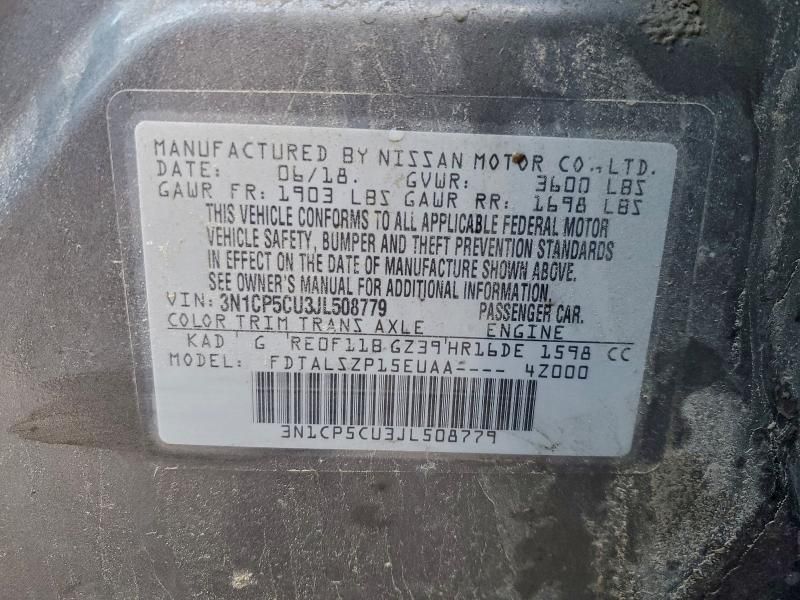 MANUFACTURED BY NISSAN MOTOR CO.,LTD.
DATE: 06/18. GVWR: 3600 LBS
GAWR FR: 1903 LBS GAWR RR: 1698 LBS
THIS VEHICLE CONFORMS TO ALL APPLICABLE FEDERAL MOTOR
VEHICLE SAFETY, BUMPER AND THEFT PREVENTION STANDARDS
IN EFFECT ON THE DATE OF MANUFACTURE SHOWN ABOVE.
SEE OWNER'S MANUAL FOR ADDITIONAL INFORMATION.
VIN: 3N1CP5CU3JL508779 PASSENGER CAR.
COLOR TRIM TRANS AXLE ENGINE
KAD G RE0F11B GZ39 HR16DE 1598 CC
MODEL: FDTALSZP15EUAA---- 4Z000
3N1CP5CU3JL508779